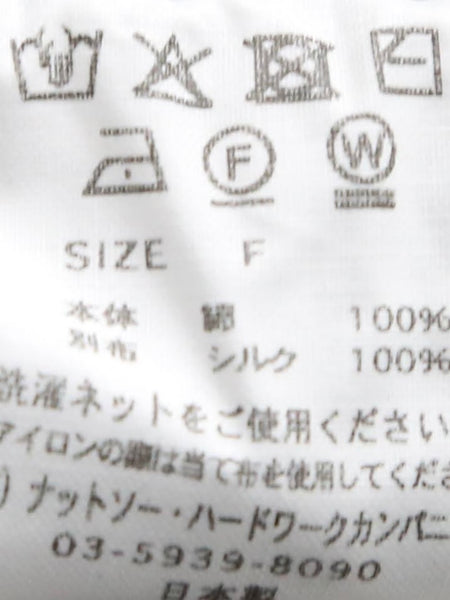 F W
SIZE F
本体 綿 100%
別布 シルク 100%
洗濯ネットをご使用ください
アイロンの際は当て布を使用してくださ
) ナットソー・ハードワークカンパニ
03-5939-8090
日本製